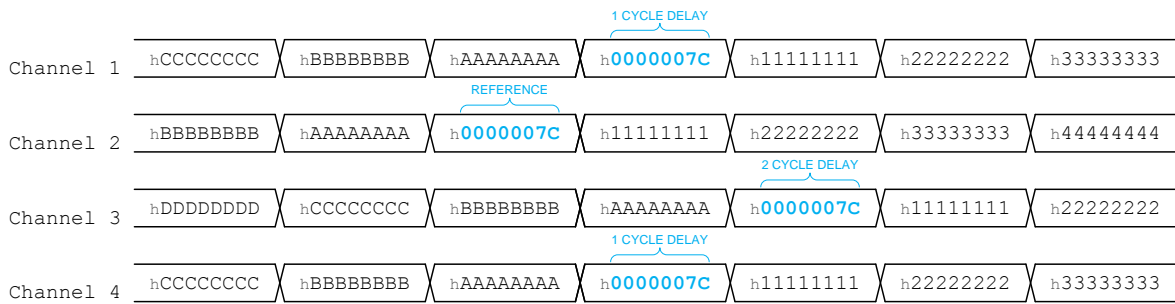 1 CYCLE DELAY
Channel 1 hCCCCCCCC hBBBBBBBB hAAAAAAAA h0000007C h11111111 h22222222 h33333333
REFERENCE
Channel 2 hBBBBBBBB hAAAAAAAA h0000007C h11111111 h22222222 h33333333 h44444444
2 CYCLE DELAY
Channel 3 hDDDDDDDD hCCCCCCCC hBBBBBBBB hAAAAAAAA h0000007C h11111111 h22222222
1 CYCLE DELAY
Channel 4 hCCCCCCCC hBBBBBBBB hAAAAAAAA h0000007C h11111111 h22222222 h33333333